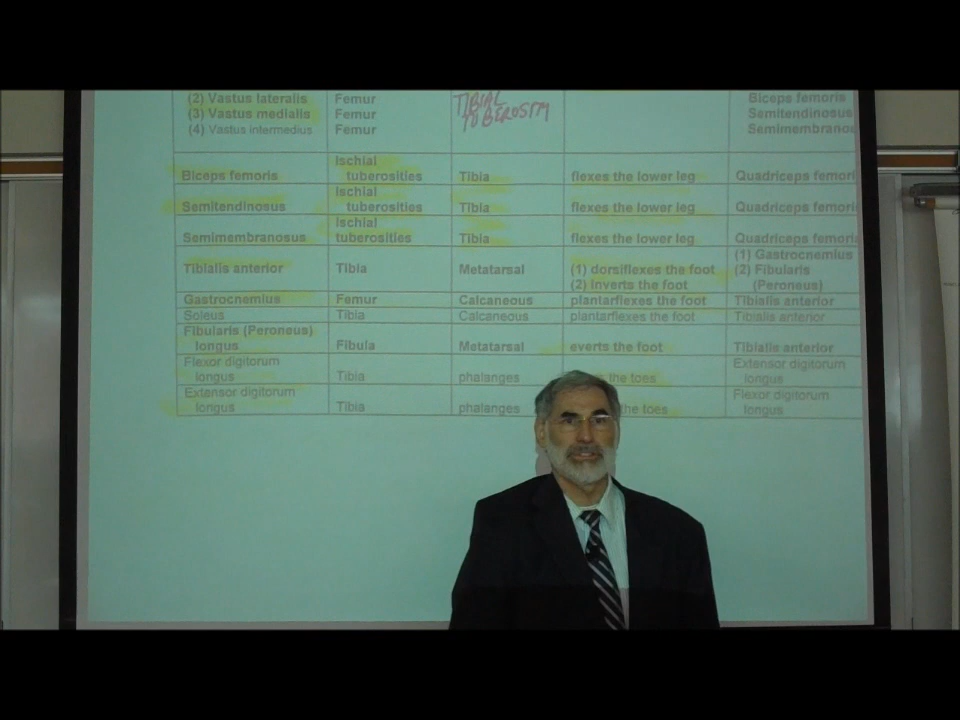 (2) Vastus lateralis Femur TIBIAL Biceps femoris
(3) Vastus medialis Femur TUBEROSITY Semitendinosus
(4) Vastus intermedius Femur Semimembranos
Ischial
Biceps femoris tuberosities Tibia flexes the lower leg Quadriceps femori
Ischial
Semitendinosus tuberosities Tibia flexes the lower leg Quadriceps femori
Ischial
Semimembranosus tuberosities Tibia flexes the lower leg Quadriceps femori
(1) Gastrocnemius
Tibialis anterior Tibia Metatarsal (1) dorsiflexes the foot (2) Fibularis
(2) inverts the foot (Peroneus)
Gastrocnemius Femur Calcaneous plantarflexes the foot Tibialis anterior
Soleus Tibia Calcaneous plantarflexes the foot Tibialis anterior
Fibularis (Peroneus)
longus Fibula Metatarsal everts the foot Tibialis anterior
Flexor digitorum Extensor digitorum
longus Tibia phalanges the toes longus
Extensor digitorum Flexor digitorum
longus Tibia phalanges the toes longus